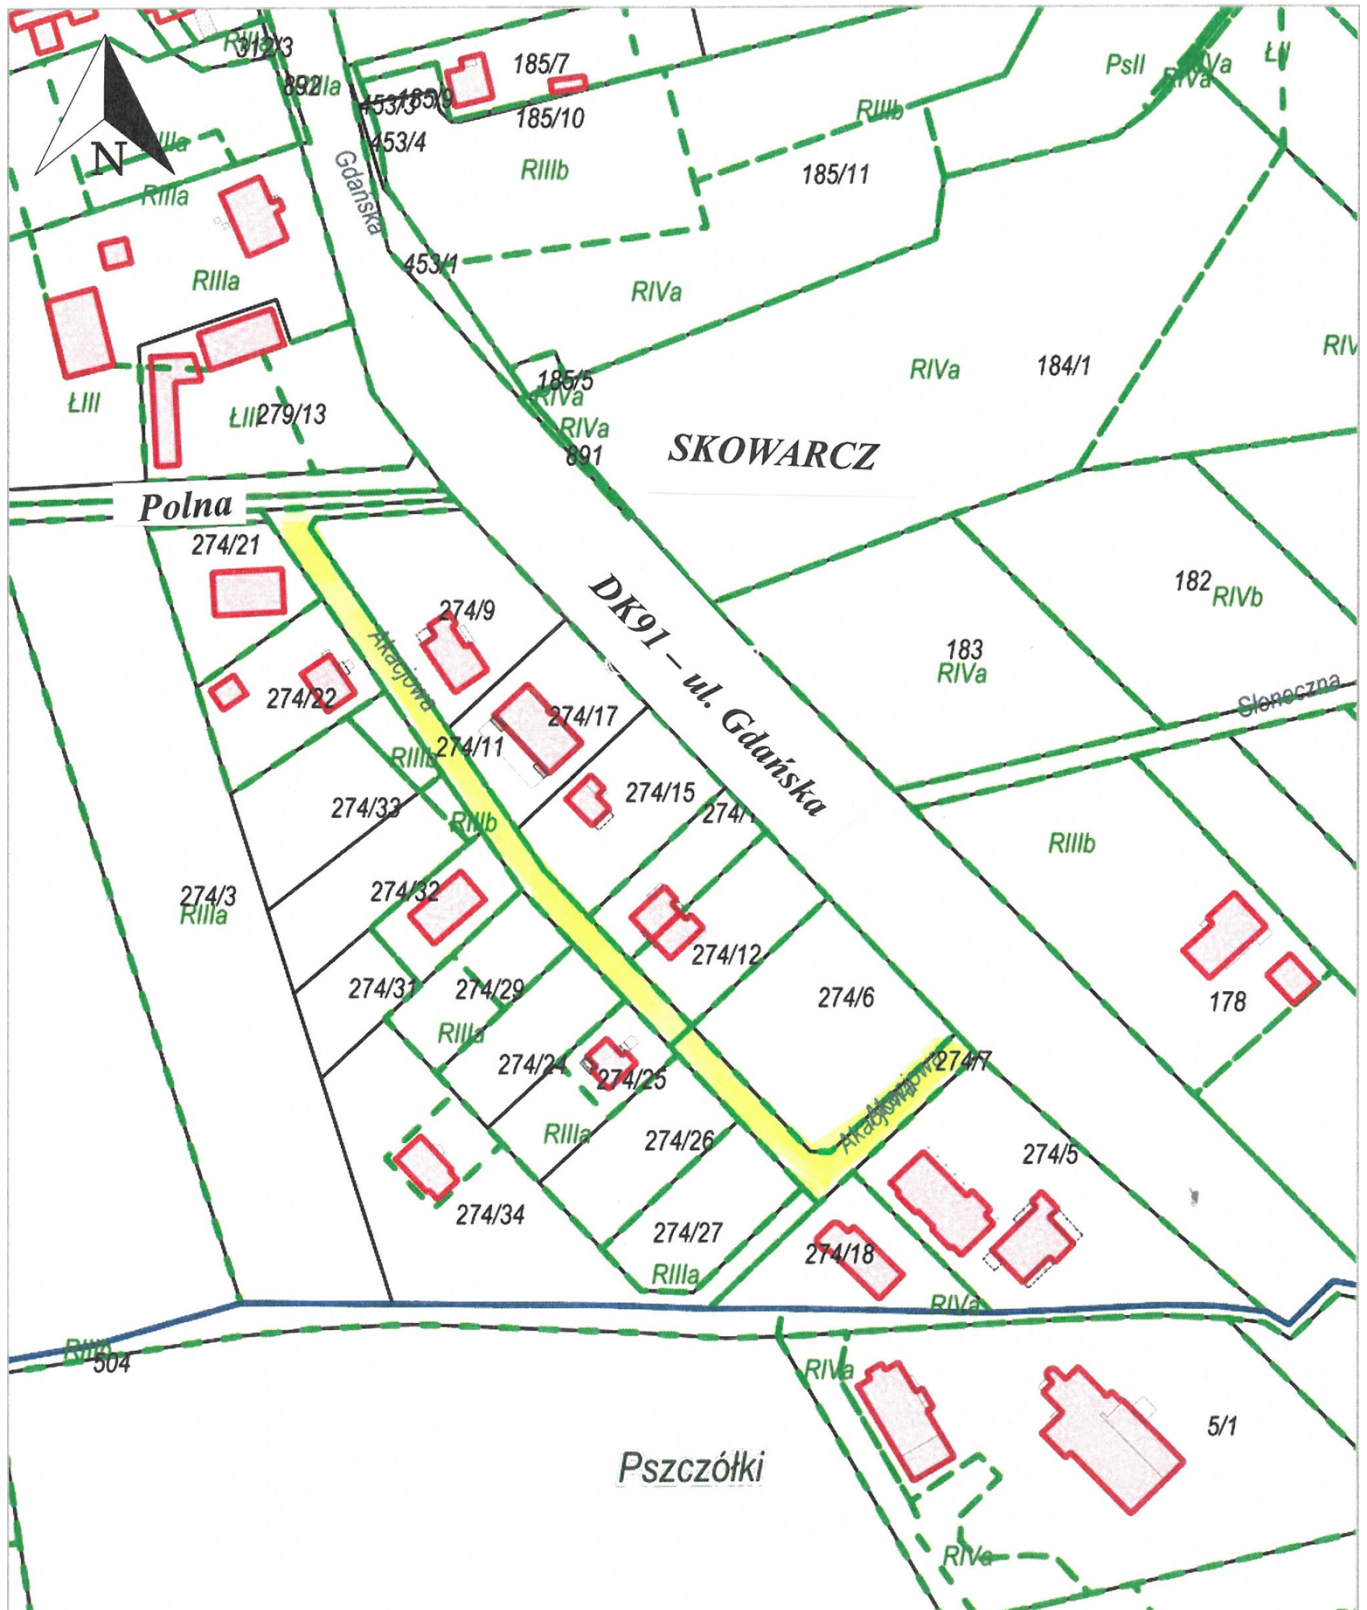 312/3
892
185/7
453/3
185/9
185/10
453/4
RIIIb
PsII
RIVa
RIVa
ŁII
N
RIIIa
Gdańska
RIIIb
185/11
RIIIa
453/1
RIVa
ŁIII
279/13
185/5
RIVa
RIVa
891
RIVa
184/1
SKOWARCZ
Polna
274/21
274/9
DK91 – ul. Gdańska
182
RIVb
183
RIVa
Słoneczna
Akacjowa
274/22
274/17
274/11
RIIIb
274/33
RIIIb
274/15
RIIIb
274/3
RIIIa
274/32
274/12
274/31
274/29
RIIIa
274/6
178
274/24
274/25
274/7
Akacjowa
RIIIa
274/26
274/5
274/34
274/27
RIIIa
274/18
RIVa
504
RIVa
5/1
Pszczółki
RIVa